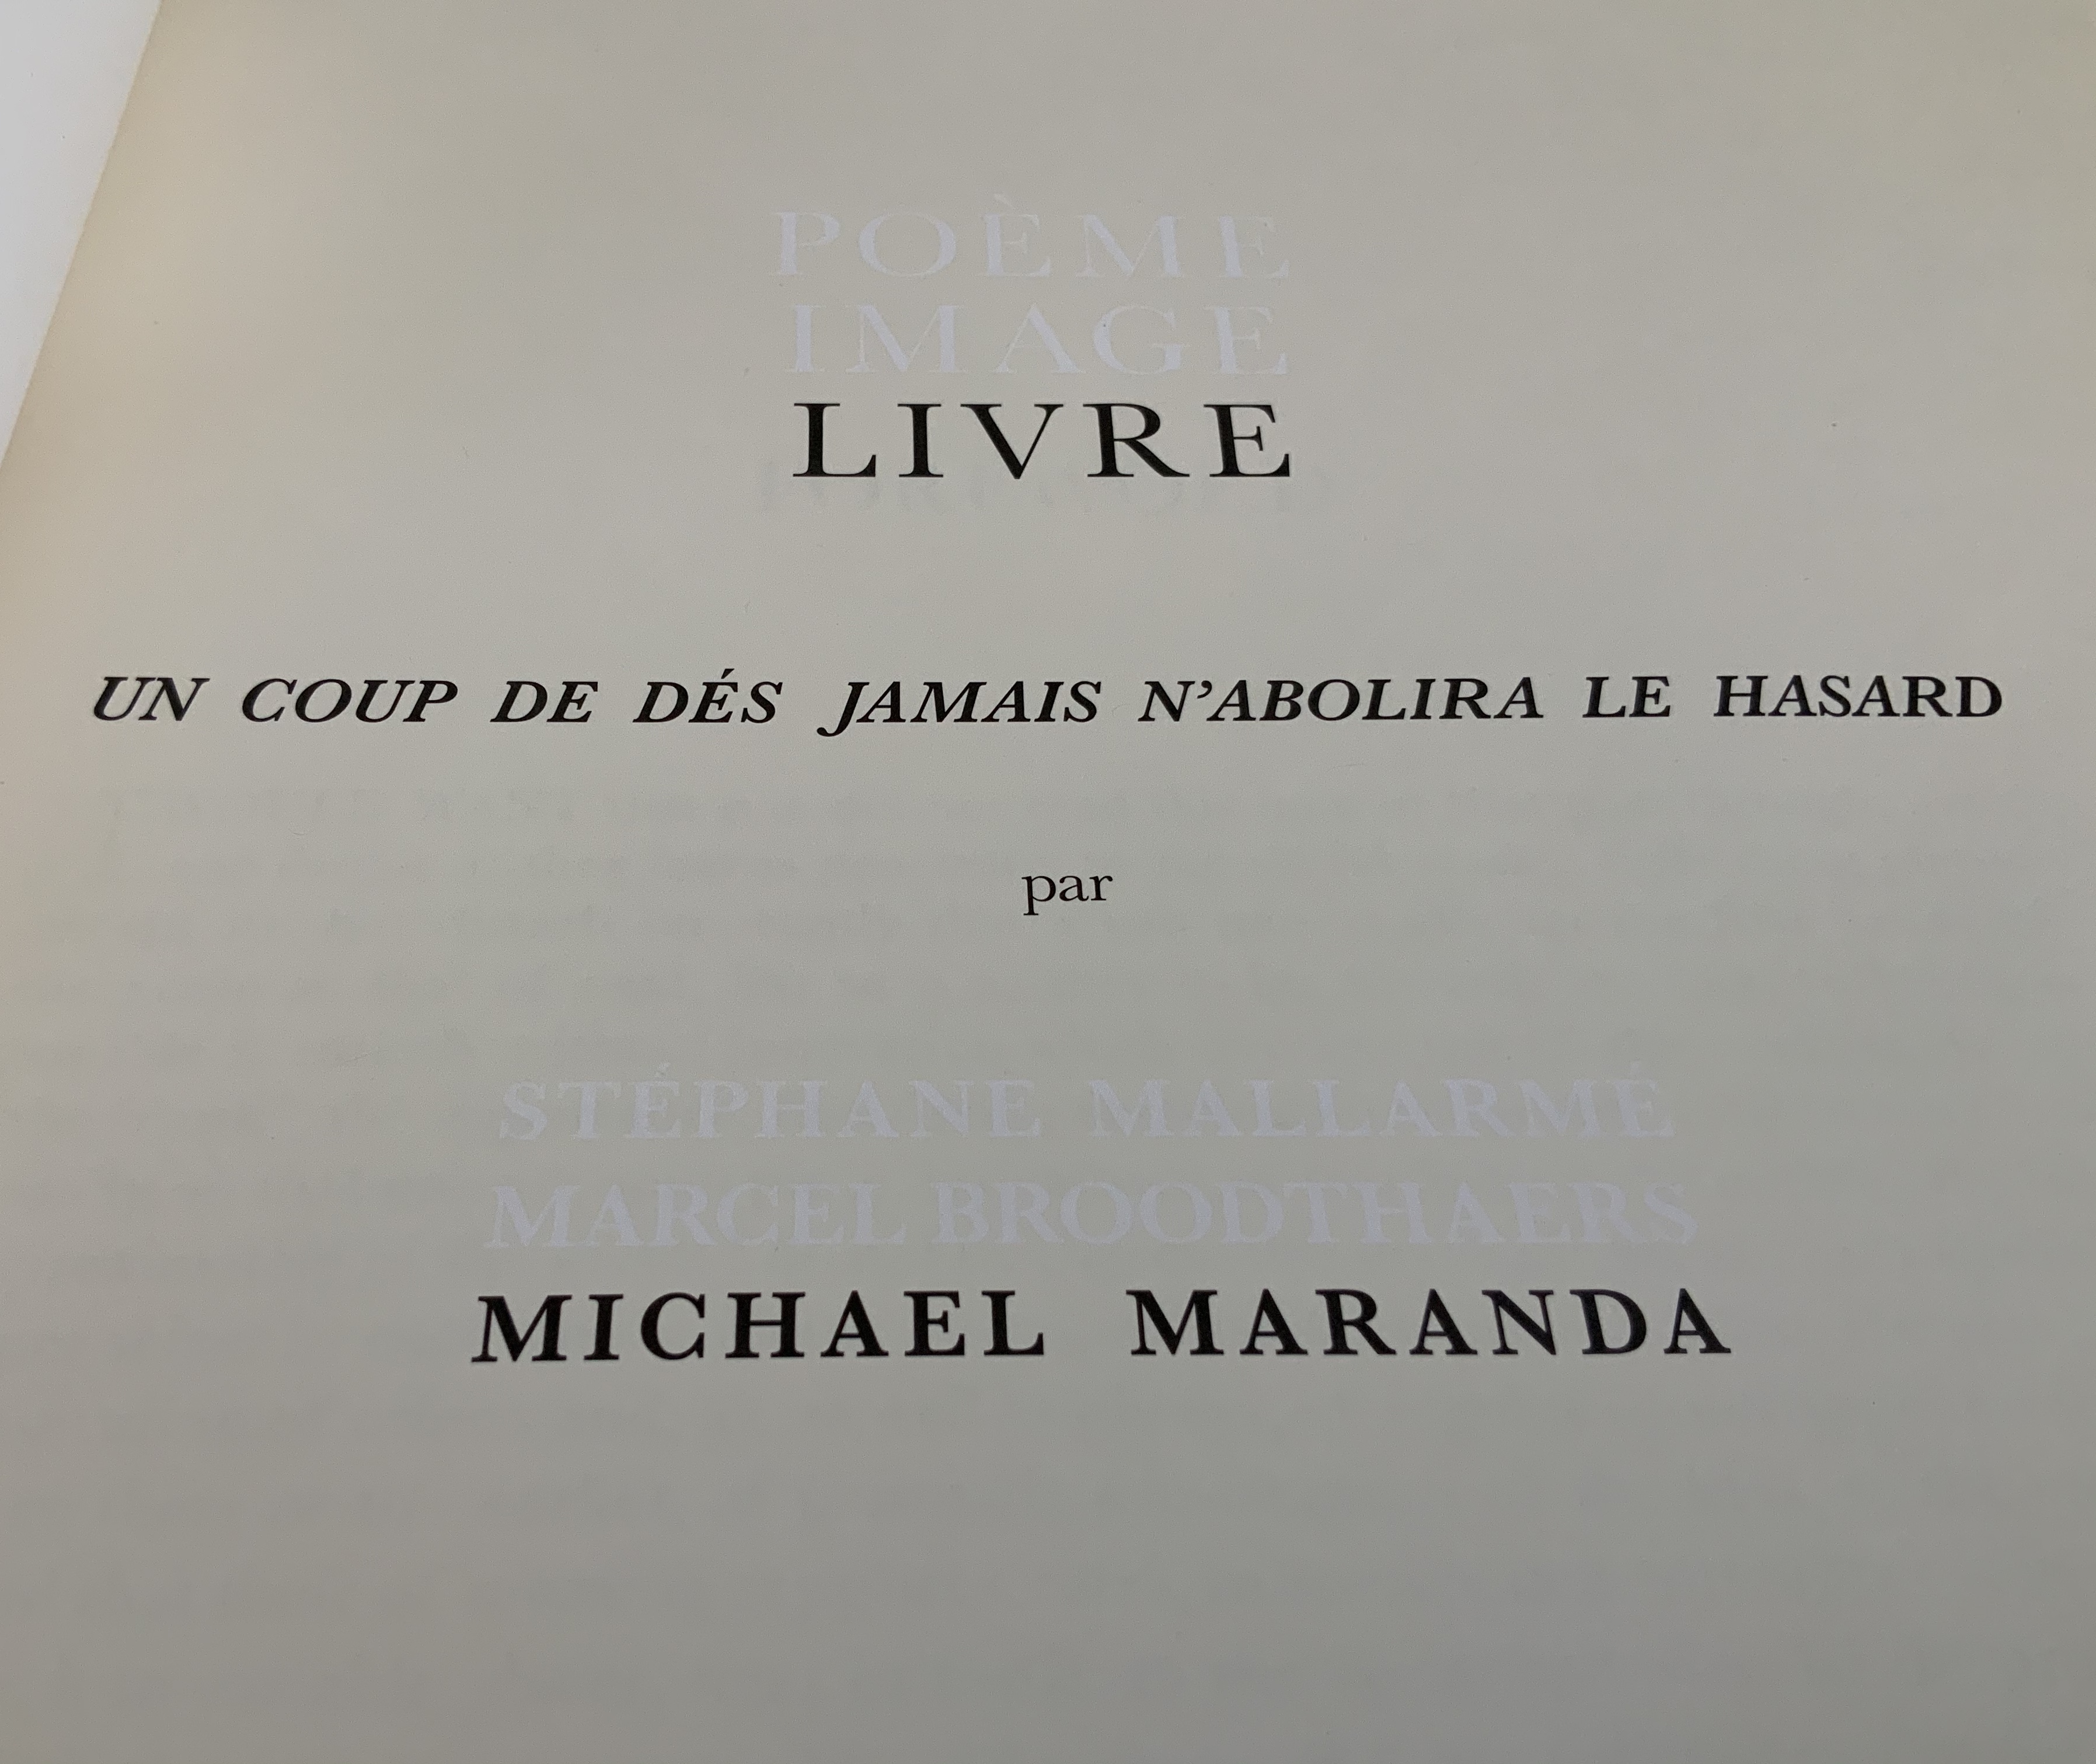 POÈME
IMAGE
LIVRE
UN COUP DE DÉS JAMAIS N’ABOLIRA LE HASARD
par
STÉPHANE MALLARMÉ
MARCEL BROODTHAERS
MICHAEL MARANDA